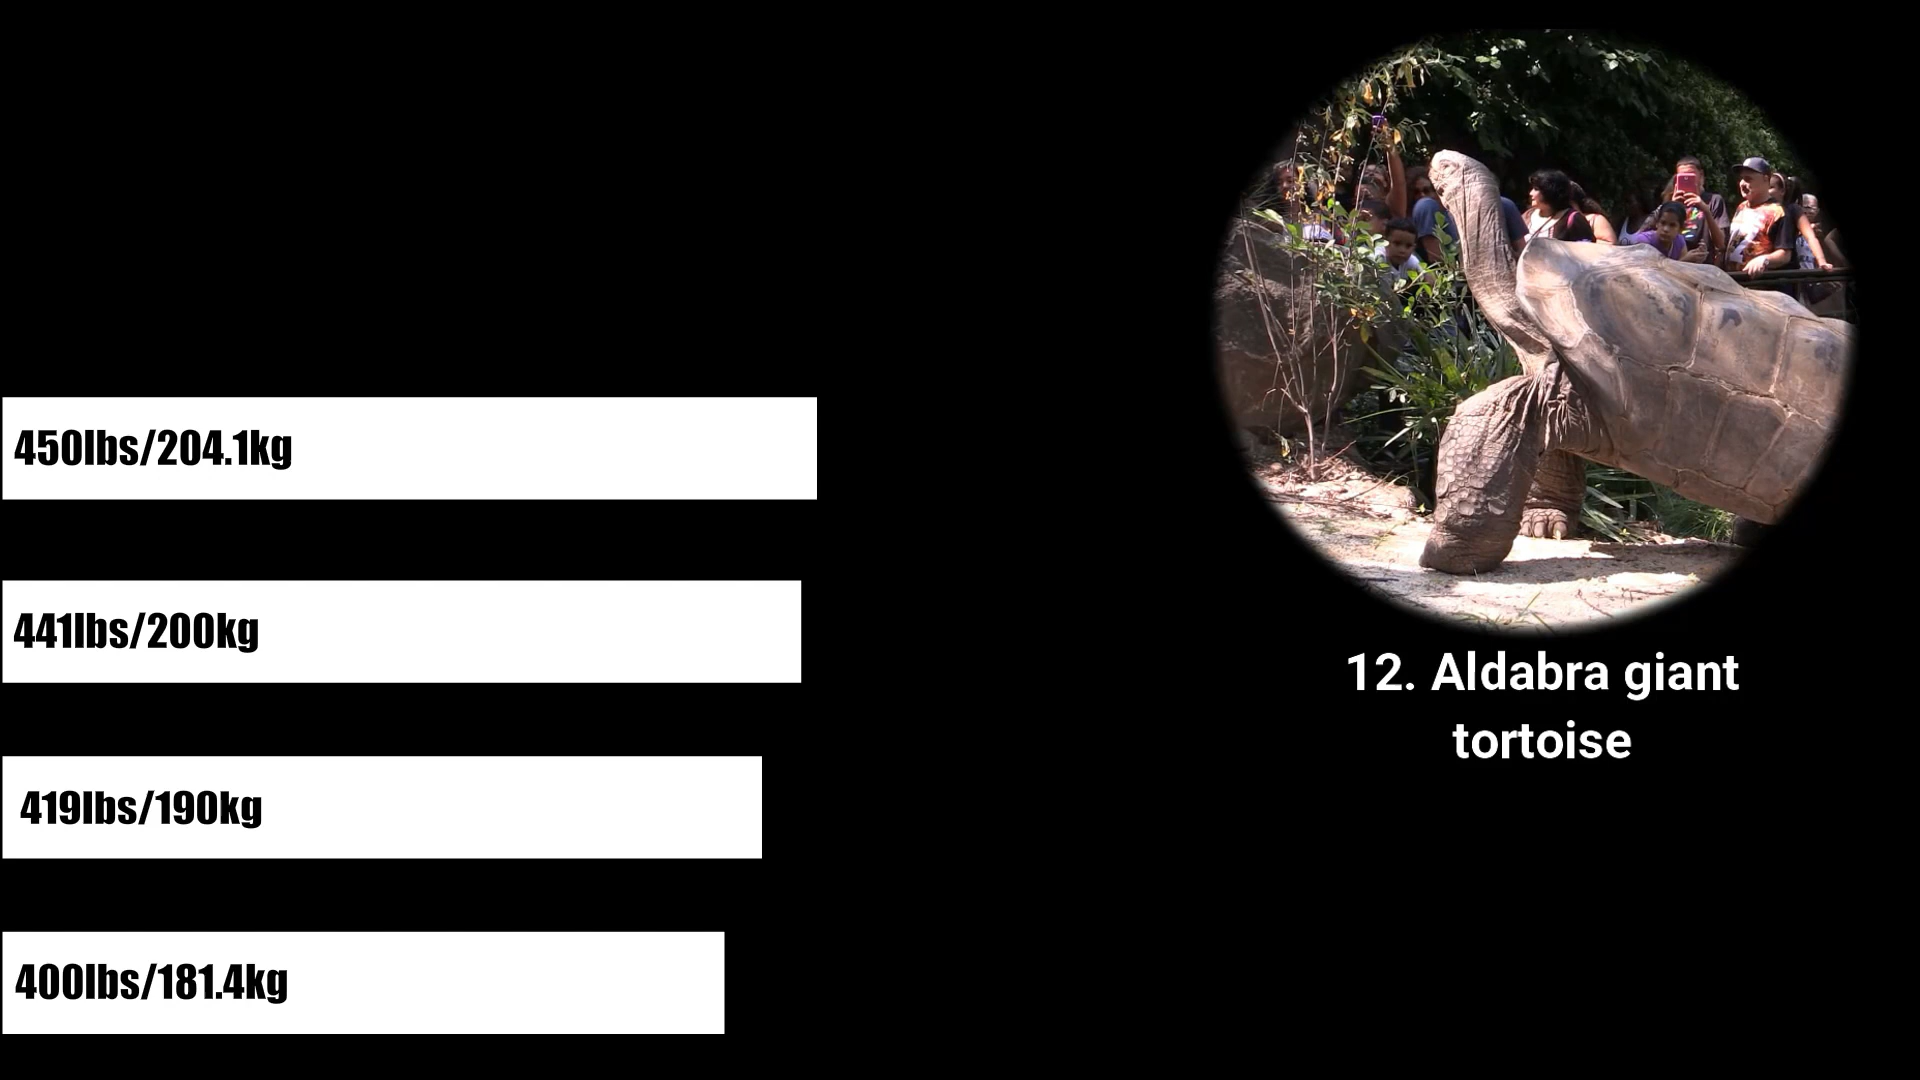 450lbs/204.1kg
441lbs/200kg
419lbs/190kg
400lbs/181.4kg
12. Aldabra giant
tortoise